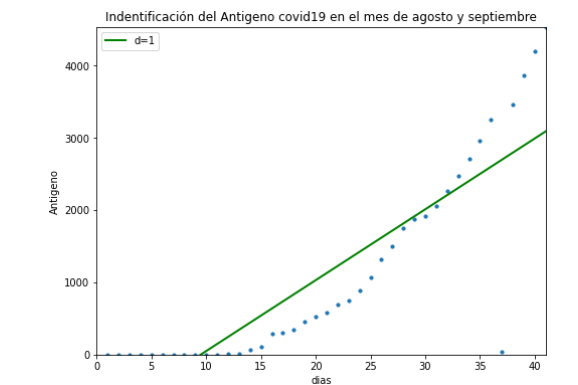 Indentificación del Antigeno covid19 en el mes de agosto y septiembre
d=1
4000
3000
2000
1000
0
Antigeno
0 5 10 15 20 25 30 35 40
dias